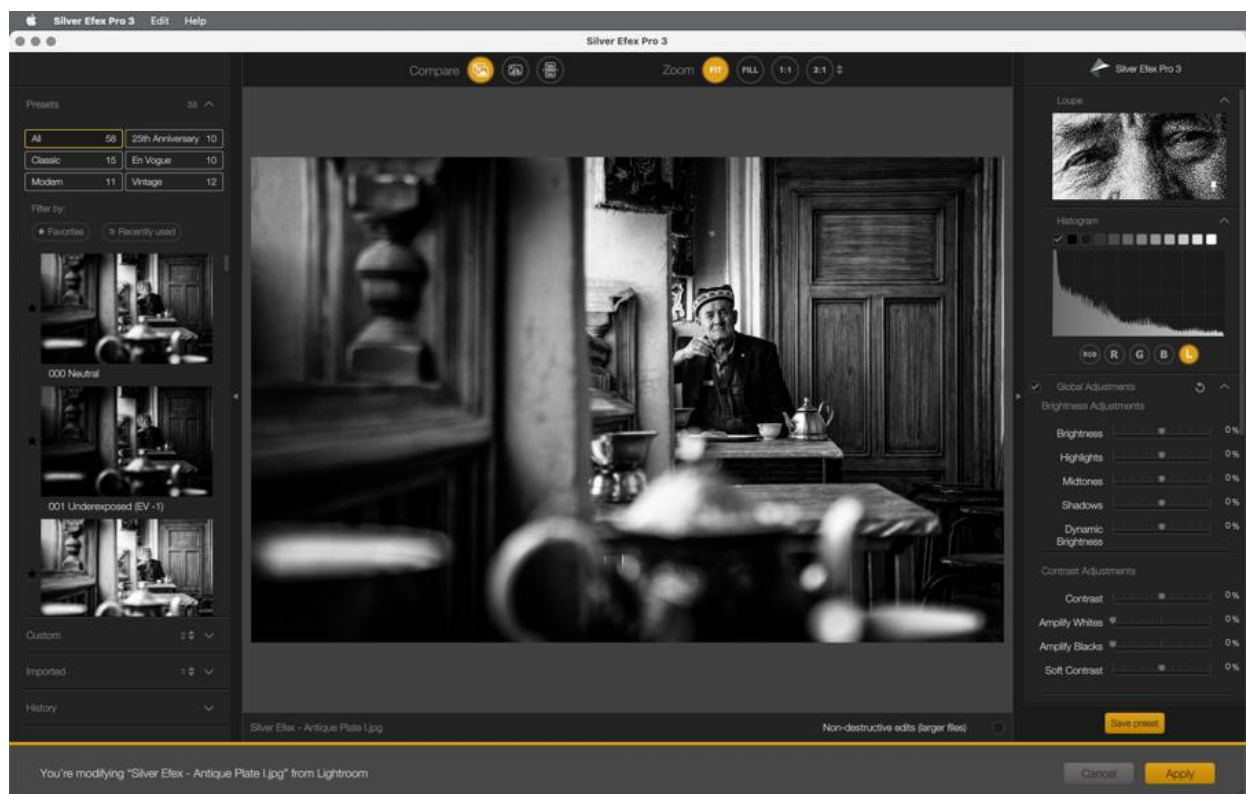 Silver Efex Pro 3 Edit Help
Silver Efex Pro 3
Compare
Zoom FIT FILL 1:1 2:1
Silver Efex Pro 3
Presets 58
All 58
25th Anniversary 10
Classic 15
En Vogue 10
Modern 11
Vintage 12
Filter by:
Favorites
Recently used
000 Neutral
001 Underexposed (EV -1)
Custom 2
Imported 1
History
Silver Efex - Antique Plate I.jpg
Non-destructive edits (larger files)
Loupe
Histogram
RGB R G B L
Global Adjustments
Brightness Adjustments
Brightness 0 %
Highlights 0 %
Midtones 0 %
Shadows 0 %
Dynamic 0 %
Brightness
Contrast Adjustments
Contrast 0 %
Amplify Whites 0 %
Amplify Blacks 0 %
Soft Contrast 0 %
Save preset
You're modifying "Silver Efex - Antique Plate I.jpg" from Lightroom
Cancel
Apply